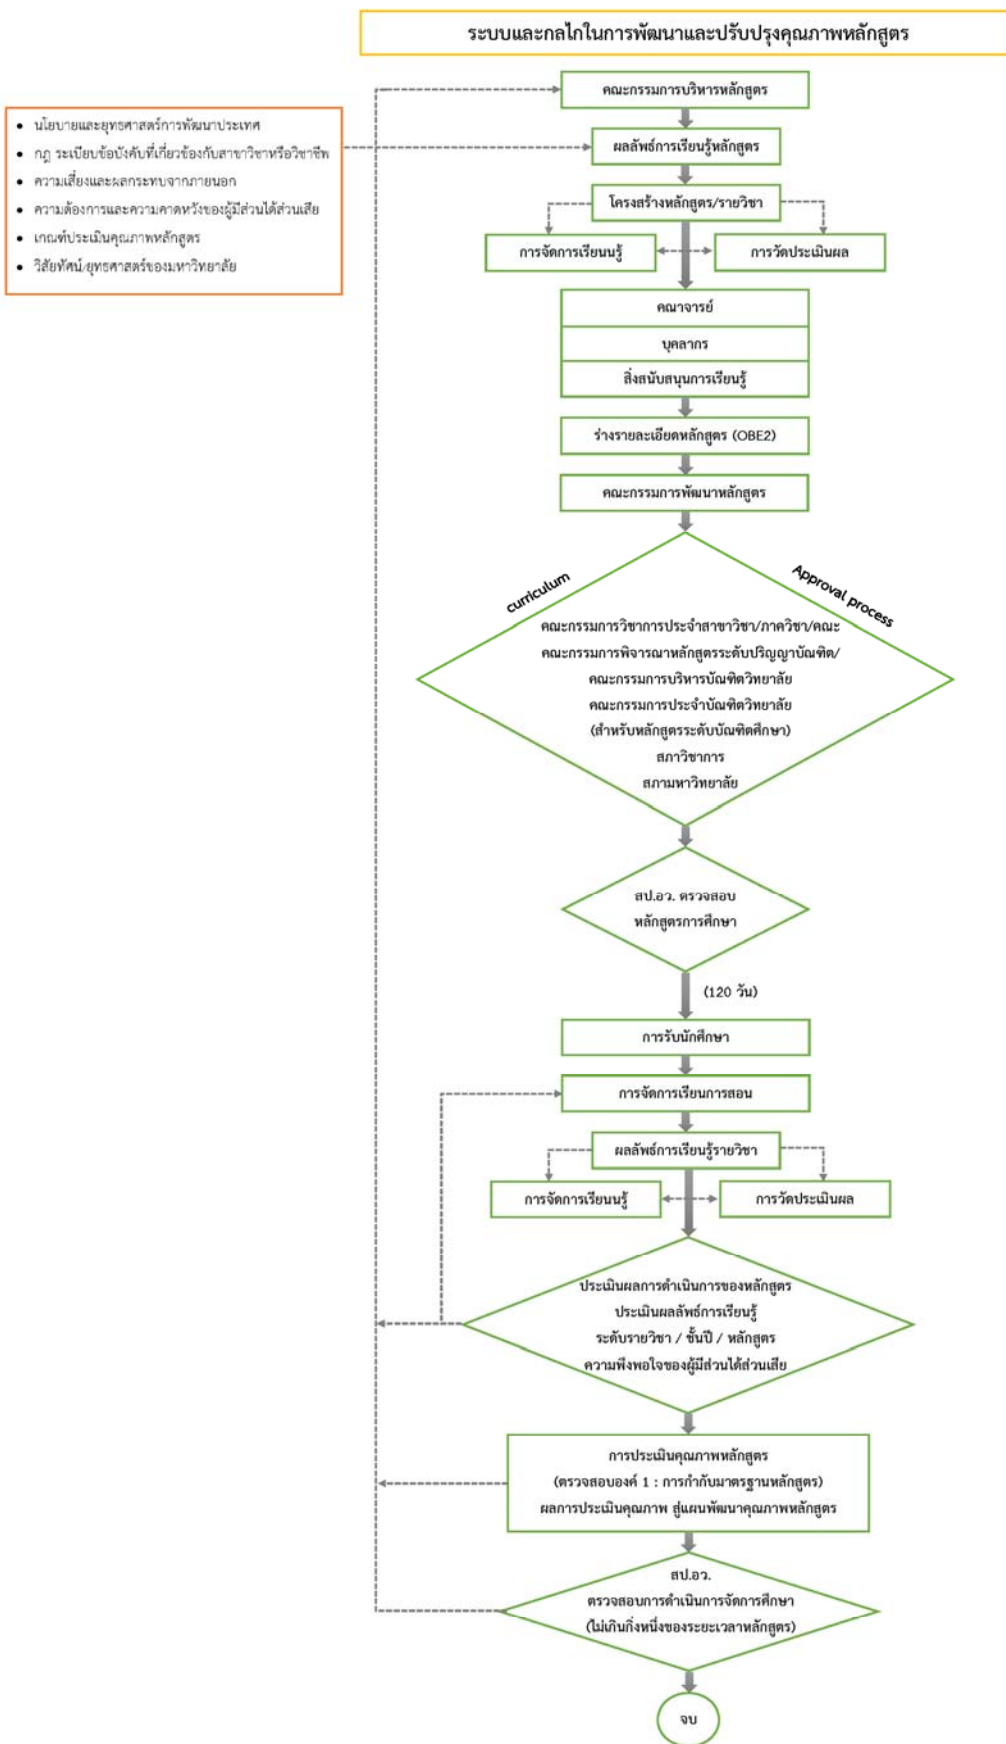 ระบบและกลไกในการพัฒนาและปรับปรุงคุณภาพหลักสูตร
คณะกรรมการบริหารหลักสูตร
• นโยบายและยุทธศาสตร์การพัฒนาประเทศ
• กฎ ระเบียบข้อบังคับที่เกี่ยวข้องกับสาขาวิชาหรือวิชาชีพ
• ความเสี่ยงและผลกระทบจากภายนอก
• ความต้องการและความคาดหวังของผู้มีส่วนได้ส่วนเสีย
• เกณฑ์ประเมินคุณภาพหลักสูตร
• วิสัยทัศน์/ยุทธศาสตร์ของมหาวิทยาลัย
ผลลัพธ์การเรียนรู้หลักสูตร
โครงสร้างหลักสูตร/รายวิชา
การจัดการเรียนนรู้
การวัดประเมินผล
คณาจารย์
บุคลากร
สิ่งสนับสนุนการเรียนรู้
ร่างรายละเอียดหลักสูตร (OBE2)
คณะกรรมการพัฒนาหลักสูตร
curriculum
Approval process
คณะกรรมการวิชาการประจำสาขาวิชา/ภาควิชา/คณะ
คณะกรรมการพิจารณาหลักสูตรระดับปริญญาบัณฑิต/
คณะกรรมการบริหารบัณฑิตวิทยาลัย
คณะกรรมการประจำบัณฑิตวิทยาลัย
(สำหรับหลักสูตรระดับบัณฑิตศึกษา)
สภาวิชาการ
สภามหาวิทยาลัย
สป.อว. ตรวจสอบ
หลักสูตรการศึกษา
(120 วัน)
การรับนักศึกษา
การจัดการเรียนการสอน
ผลลัพธ์การเรียนรู้รายวิชา
การจัดการเรียนนรู้
การวัดประเมินผล
ประเมินผลการดำเนินการของหลักสูตร
ประเมินผลลัพธ์การเรียนรู้
ระดับรายวิชา / ชั้นปี / หลักสูตร
ความพึงพอใจของผู้มีส่วนได้ส่วนเสีย
การประเมินคุณภาพหลักสูตร
(ตรวจสอบองค์ 1 : การกำกับมาตรฐานหลักสูตร)
ผลการประเมินคุณภาพ สู่แผนพัฒนาคุณภาพหลักสูตร
สป.อว.
ตรวจสอบการดำเนินการจัดการศึกษา
(ไม่เกินกึ่งหนึ่งของระยะเวลาหลักสูตร)
จบ